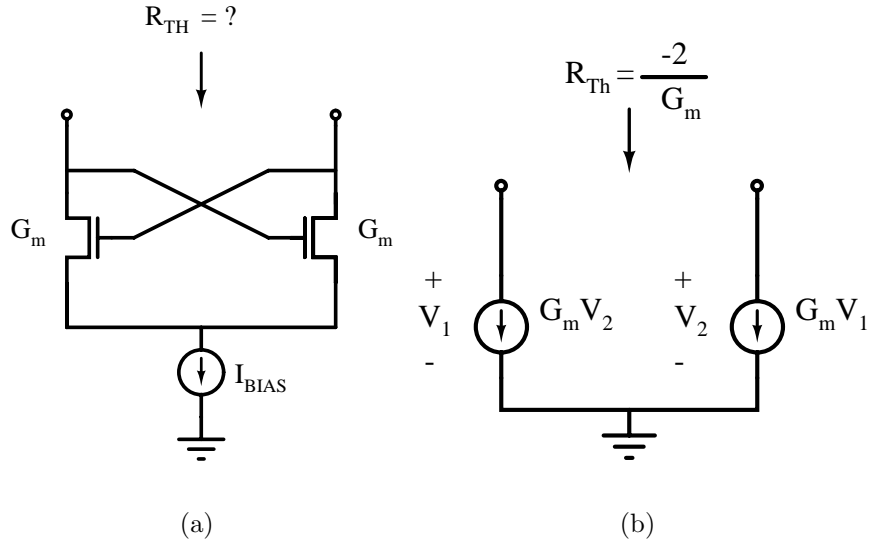 R_TH = ?
G_m
G_m
I_BIAS
(a)
R_Th = -2
G_m
+
V_1
-
G_mV_2
+
V_2
-
G_mV_1
(b)